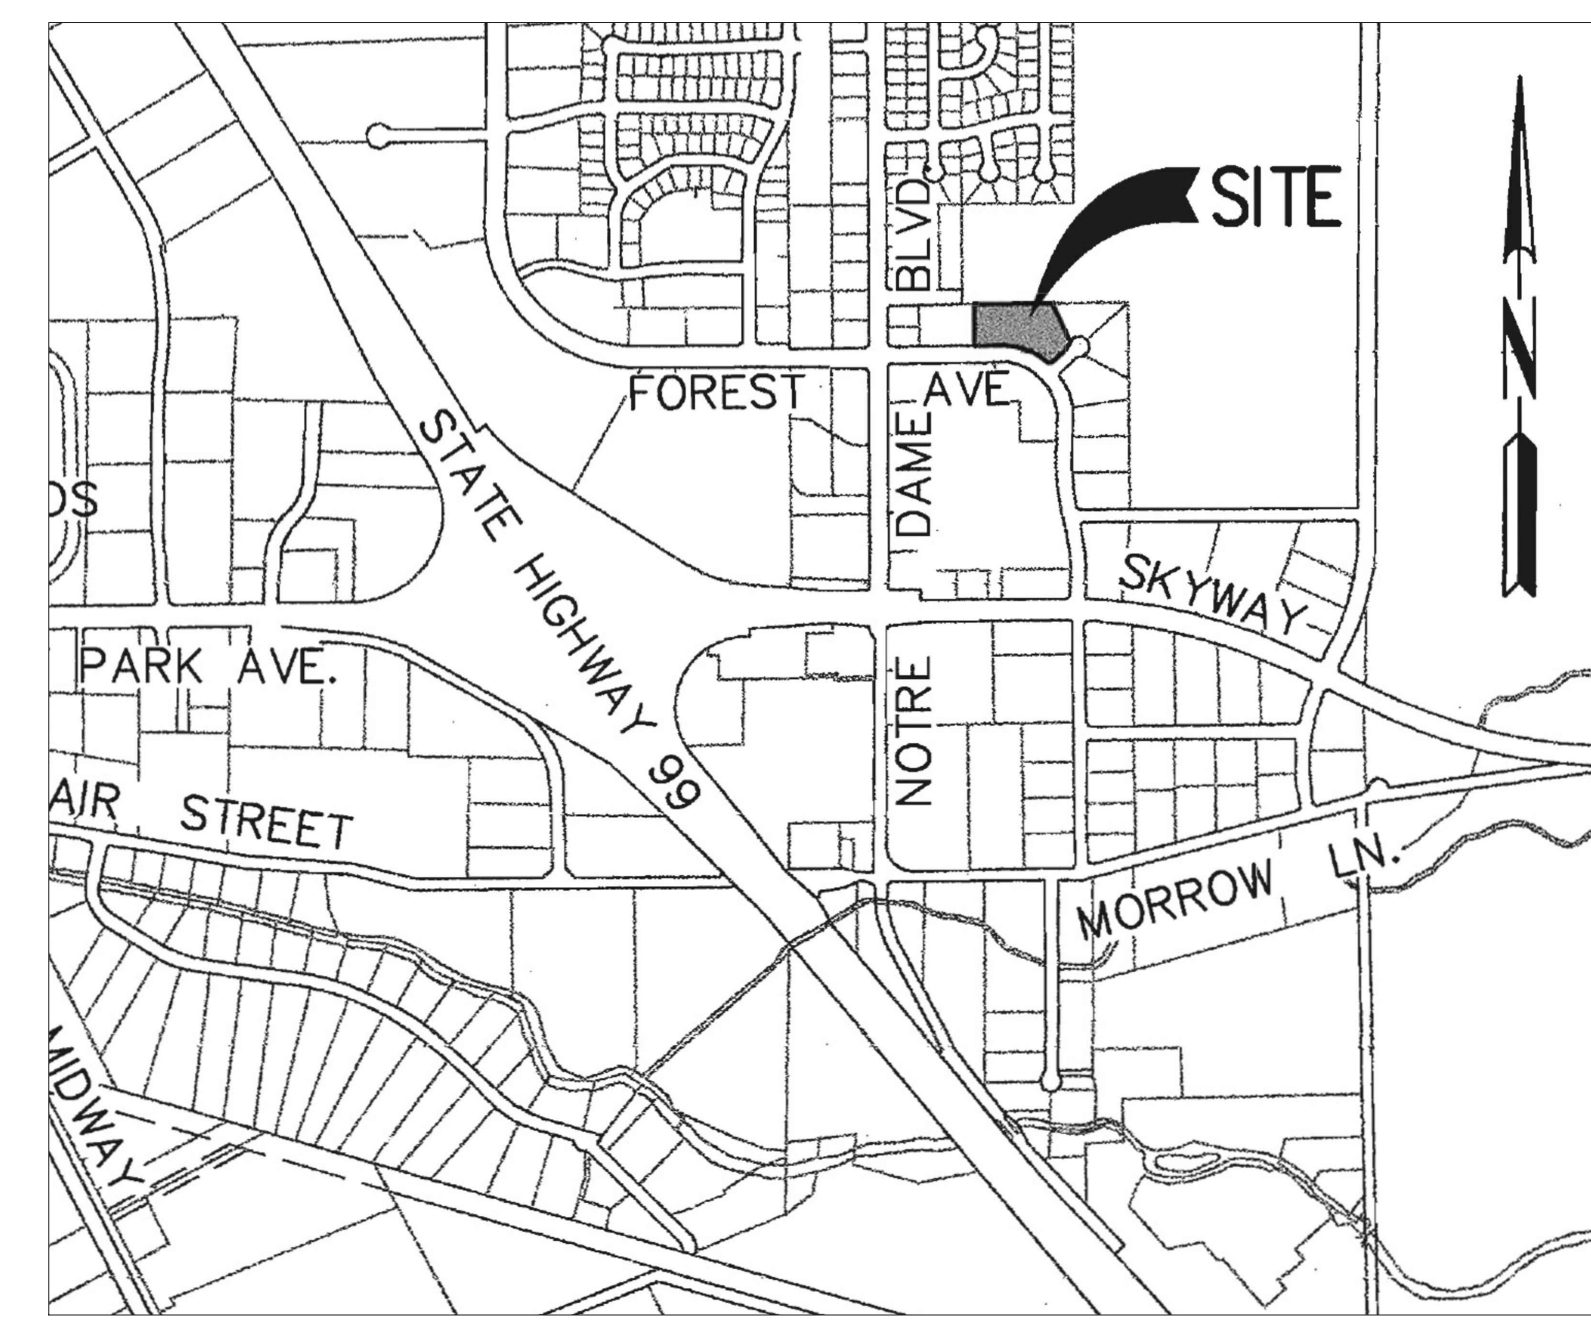 SITE
BLVD.
N
FOREST AVE
NOTRE DAME
STATE HIGHWAY 99
DS
SKYWAY
PARK AVE.
AIR STREET
MORROW LN.
MIDWAY